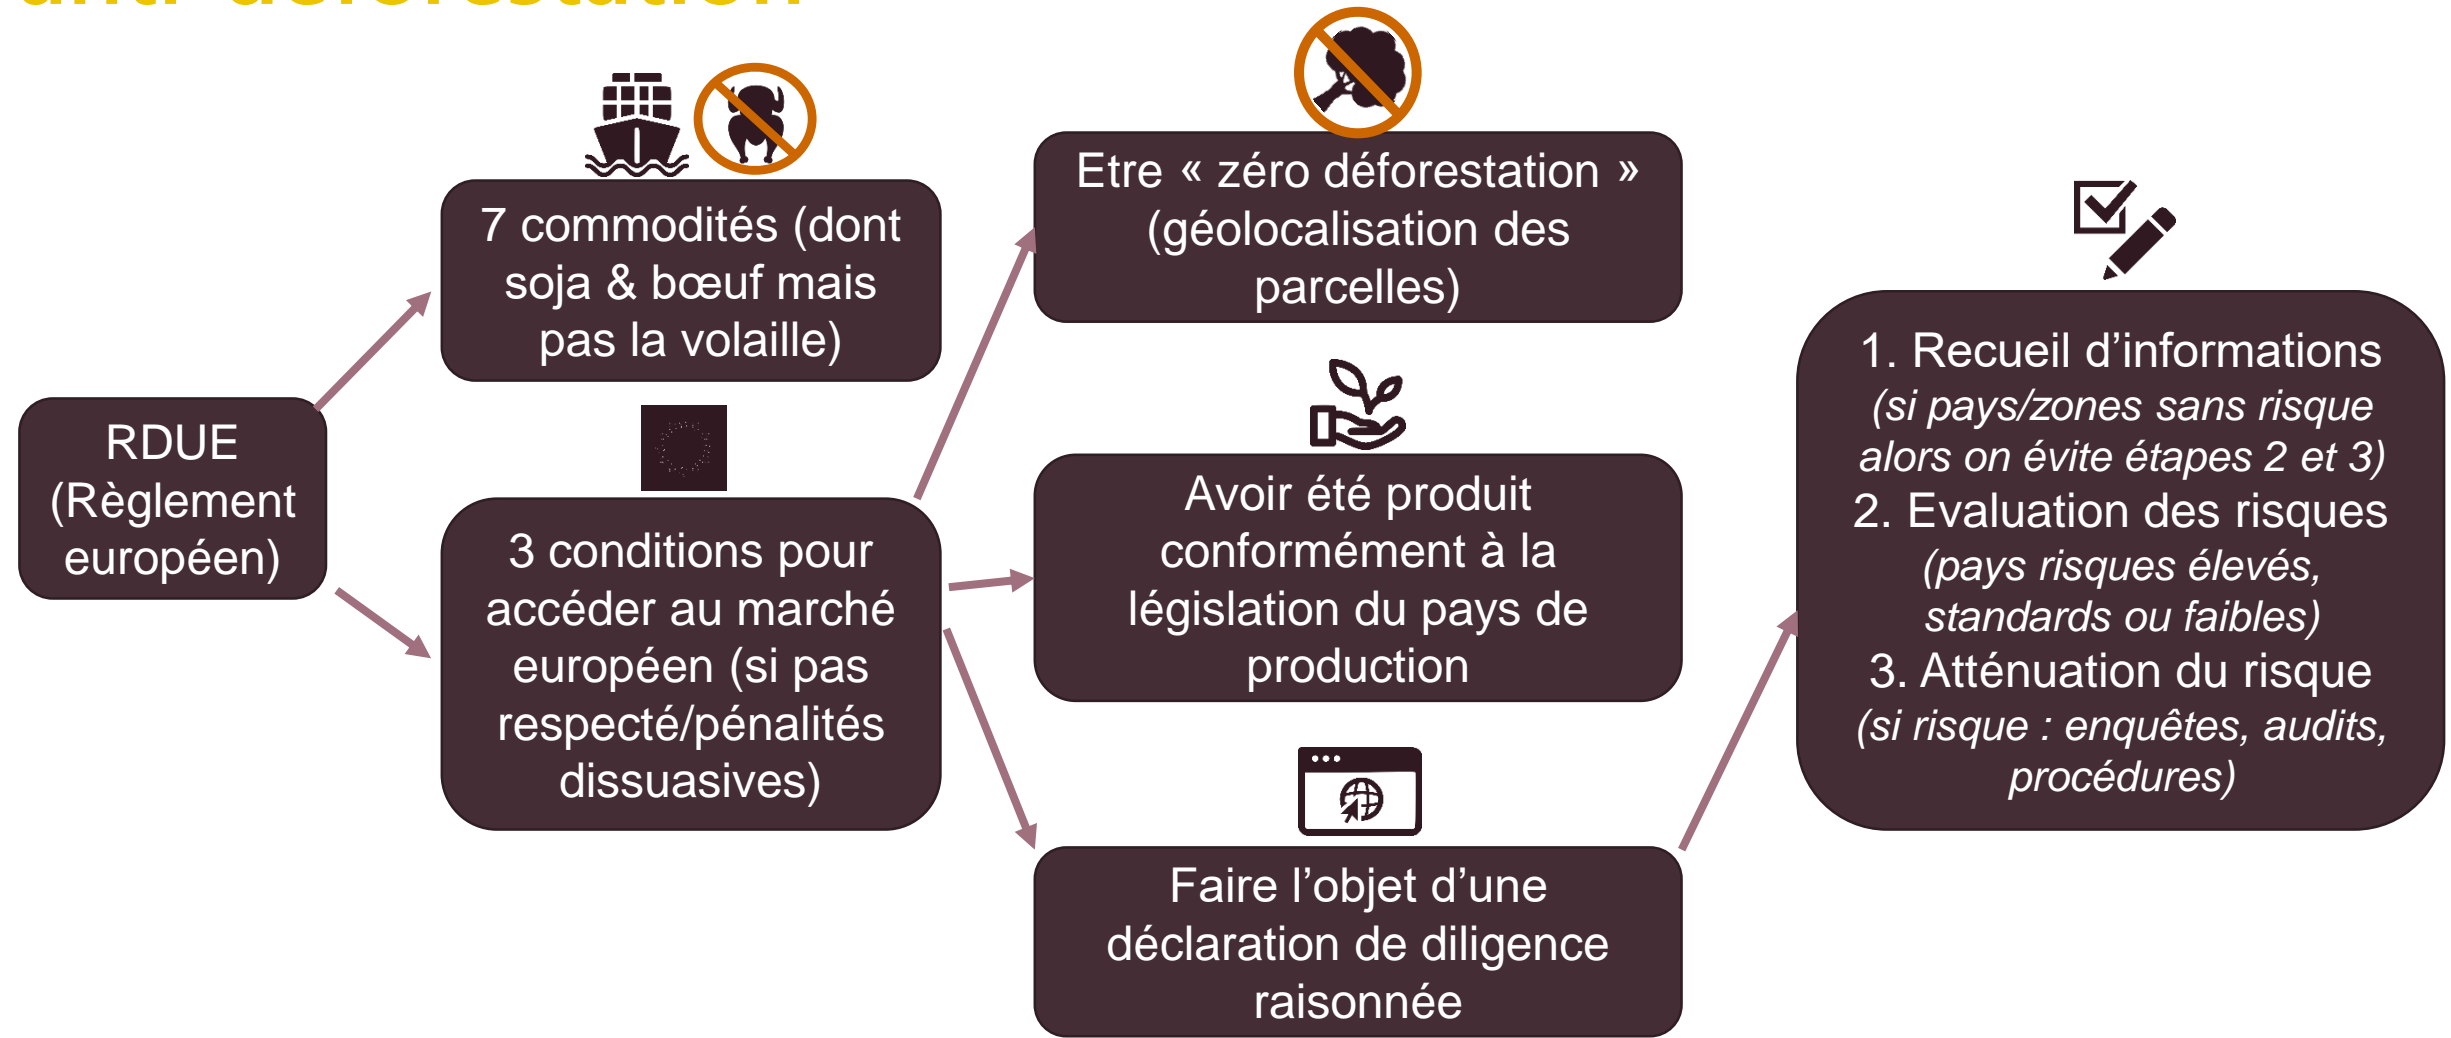 anti-déforestation
7 commodités (dont
soja & bœuf mais
pas la volaille)
RDUE
(Règlement
européen)
3 conditions pour
accéder au marché
européen (si pas
respecté/pénalités
dissuasives)
Etre « zéro déforestation »
(géolocalisation des
parcelles)
Avoir été produit
conformément à la
législation du pays de
production
Faire l’objet d’une
déclaration de diligence
raisonnée
1. Recueil d’informations
(si pays/zones sans risque
alors on évite étapes 2 et 3)
2. Evaluation des risques
(pays risques élevés,
standards ou faibles)
3. Atténuation du risque
(si risque : enquêtes, audits,
procédures)